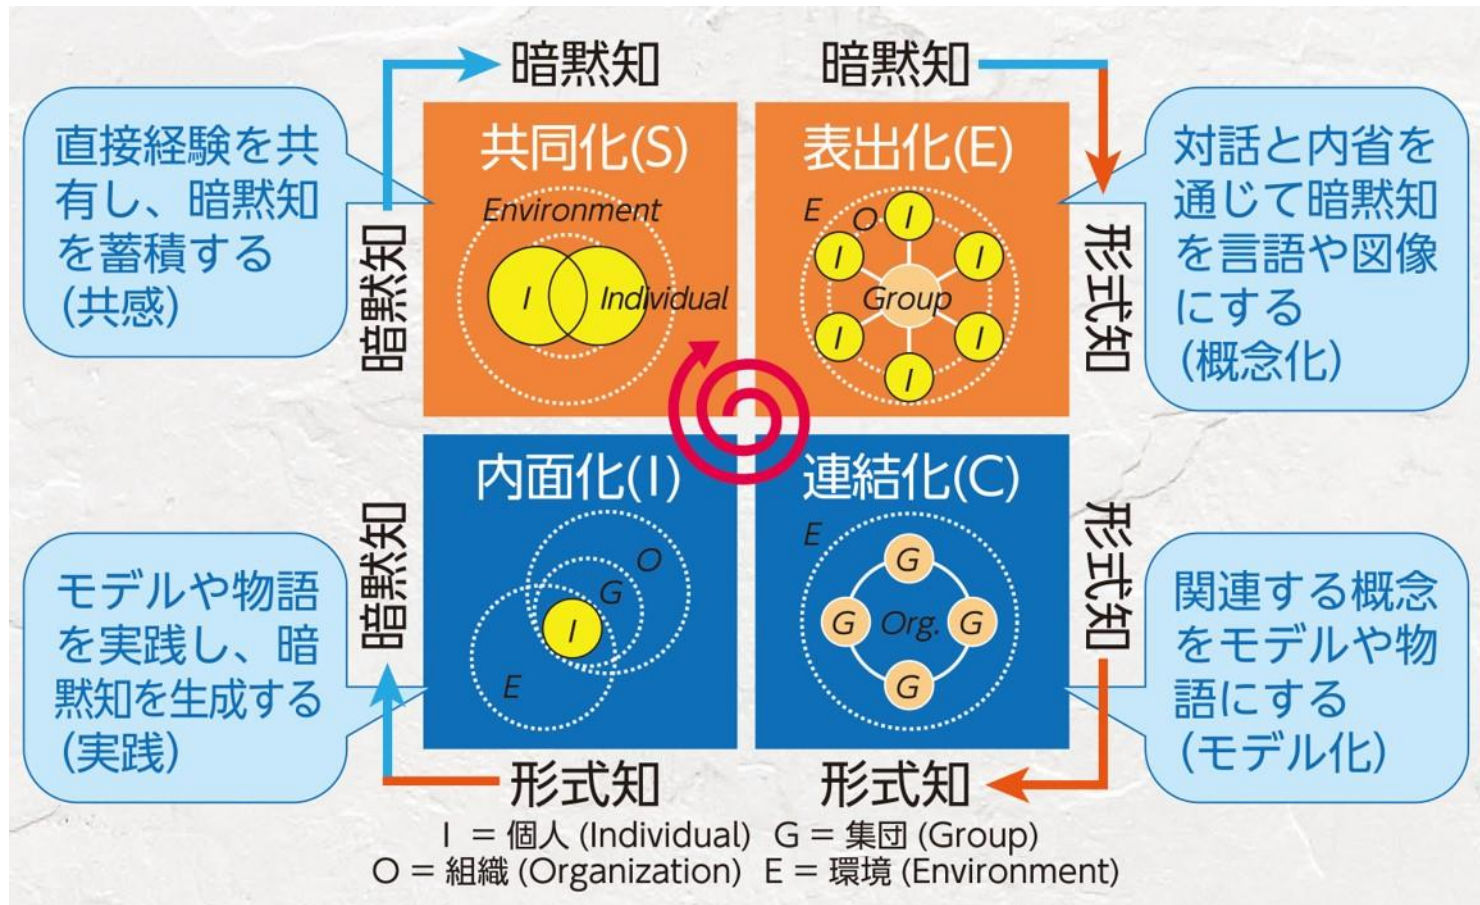 暗黙知
暗黙知
直接経験を共
有し、暗黙知
を蓄積する
(共感)
暗黙知
共同化(S)
Environment
I
Individual
表出化(E)
E
O
I
I
I
Group
I
I
I
形式知
対話と内省を
通じて暗黙知
を言語や図像
にする
(概念化)
モデルや物語
を実践し、暗
黙知を生成する
(実践)
暗黙知
内面化(I)
O
G
I
E
連結化(C)
E
G
G
Org.
G
G
形式知
関連する概念
をモデルや物
語にする
(モデル化)
形式知
形式知
I = 個人 (Individual) G = 集団 (Group)
O = 組織 (Organization) E = 環境 (Environment)